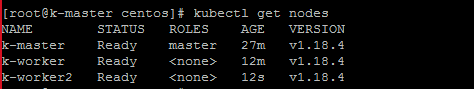 [root@k-master centos]# kubectl get nodes
NAME STATUS ROLES AGE VERSION
k-master Ready master 27m v1.18.4
k-worker Ready <none> 12m v1.18.4
k-worker2 Ready <none> 12s v1.18.4